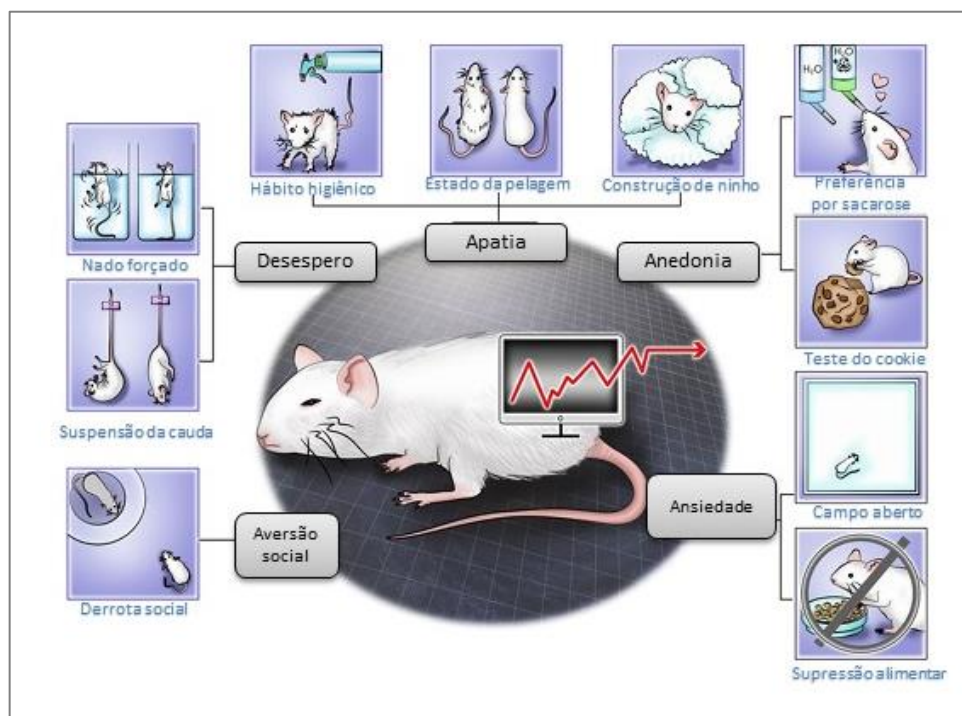 H₂O
H₂O
Hábito higiênico
Estado da pelagem
Construção de ninho
Preferência
por sacarose
Apatia
Desespero
Anedonia
Nado forçado
Teste do cookie
Suspensão da cauda
Ansiedade
Campo aberto
Aversão
social
Derrota social
Supressão alimentar